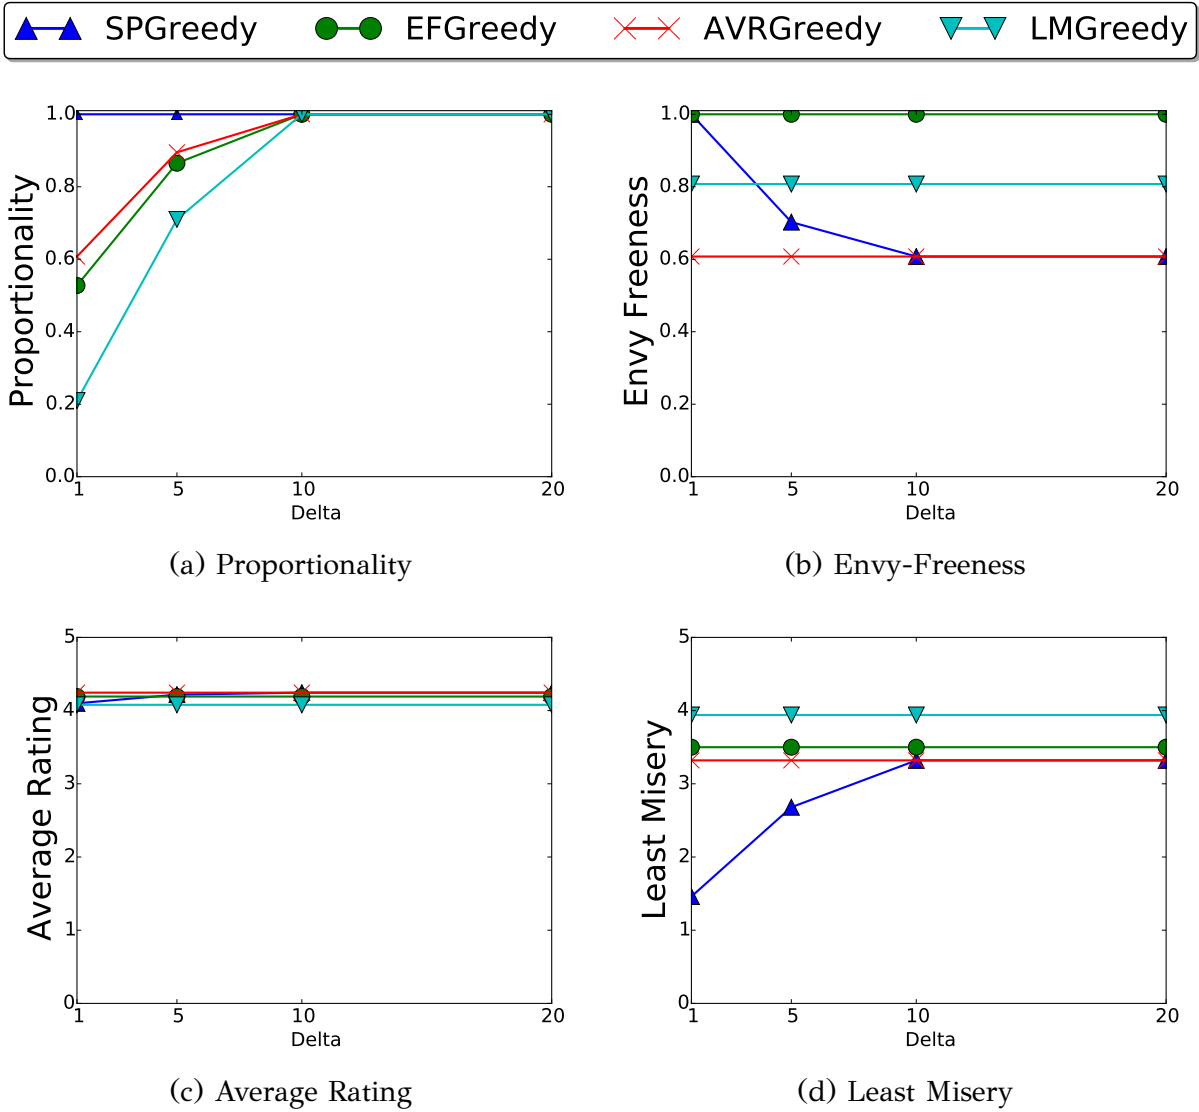 SPGreedy EFGreedy AVRGreedy LMGreedy
Proportionality
1.0
0.8
0.6
0.4
0.2
0.0
1 5 10 20
Delta
(a) Proportionality
Envy Freeness
1.0
0.8
0.6
0.4
0.2
0.0
1 5 10 20
Delta
(b) Envy-Freeness
Average Rating
5
4
3
2
1
0
1 5 10 20
Delta
(c) Average Rating
Least Misery
5
4
3
2
1
0
1 5 10 20
Delta
(d) Least Misery